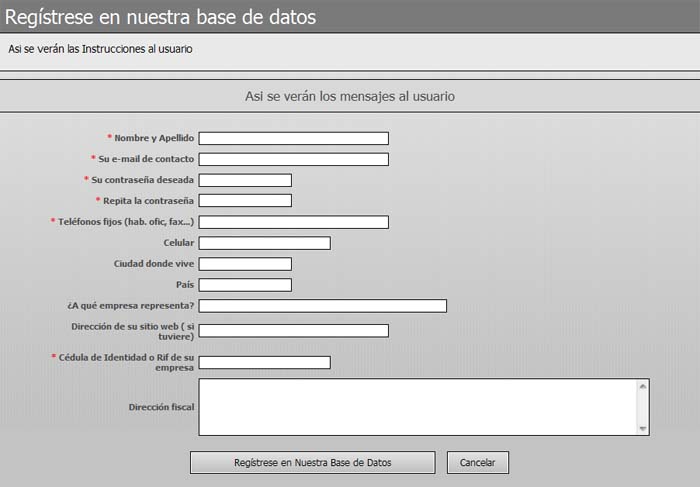 Regístrese en nuestra base de datos
Asi se verán las Instrucciones al usuario
Asi se verán los mensajes al usuario
* Nombre y Apellido
* Su e-mail de contacto
* Su contraseña deseada
* Repita la contraseña
* Teléfonos fijos (hab. ofic, fax...)
Celular
Ciudad donde vive
País
¿A qué empresa representa?
Dirección de su sitio web ( si
tuviere)
* Cédula de Identidad o Rif de su
empresa
Dirección fiscal
Regístrese en Nuestra Base de Datos
Cancelar